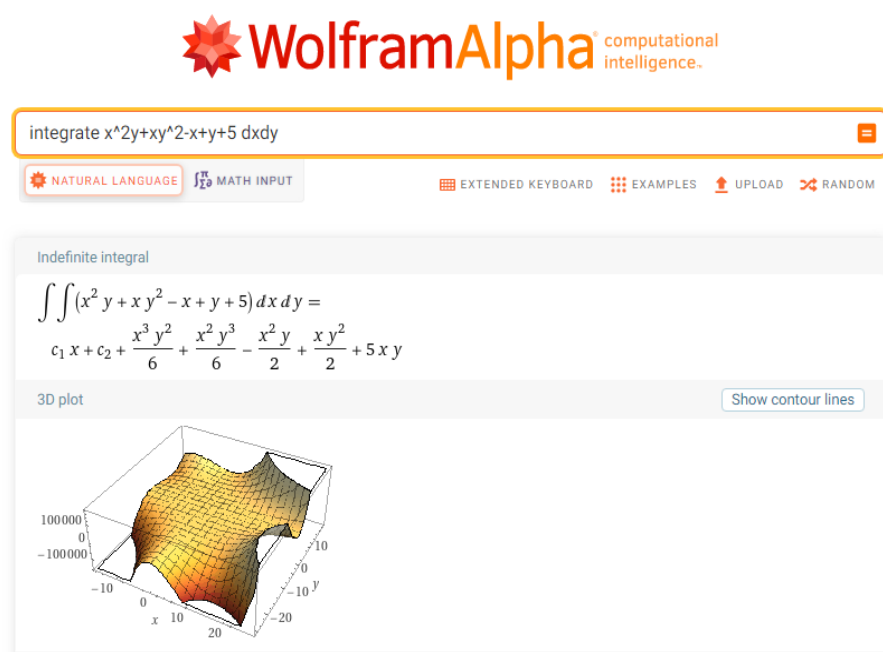 WolframAlpha computational intelligence™
integrate x^2y+xy^2-x+y+5 dxdy
NATURAL LANGUAGE MATH INPUT EXTENDED KEYBOARD EXAMPLES UPLOAD RANDOM
Indefinite integral
∫∫(x² y + x y² − x + y + 5) dx dy =
c₁ x + c₂ + x³ y²/6 + x² y³/6 − x² y/2 + x y²/2 + 5 x y
3D plot Show contour lines
100000
0
−100000
−10
0
x 10
20
10
0
−10 y
−20